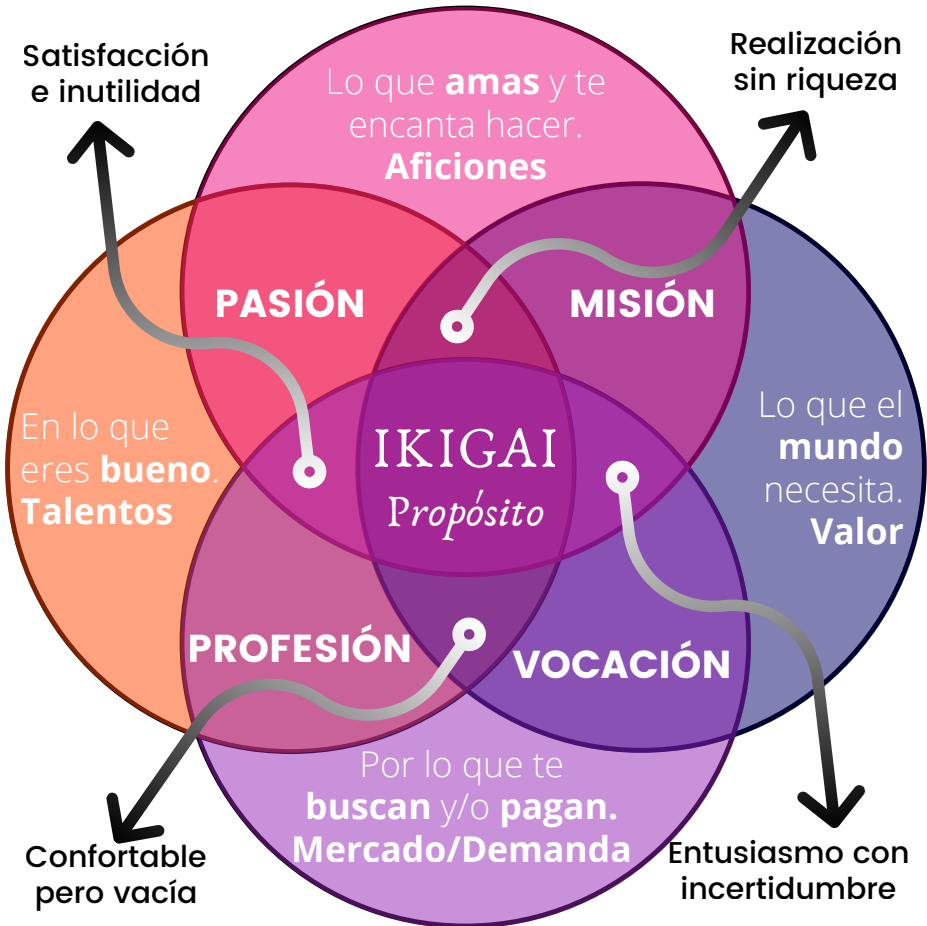 Satisfacción
e inutilidad
Realización
sin riqueza
Lo que amas y te
encanta hacer.
Aficiones
PASIÓN
MISIÓN
En lo que
eres bueno.
Talentos
IKIGAI
Propósito
Lo que el
mundo
necesita.
Valor
PROFESIÓN
VOCACIÓN
Por lo que te
buscan y/o pagan.
Mercado/Demanda
Confortable
pero vacía
Entusiasmo con
incertidumbre